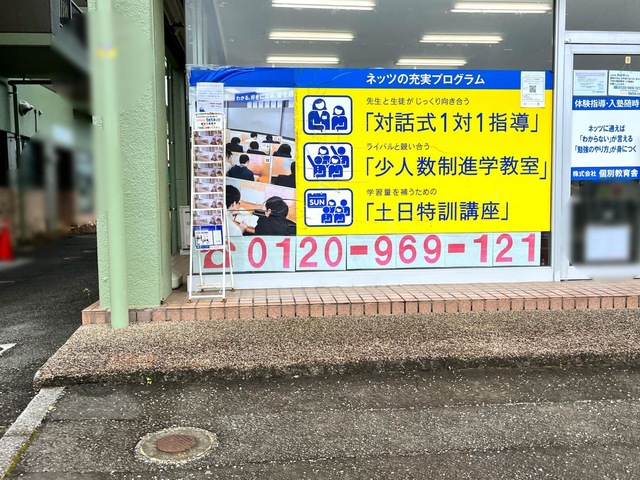 ネッツの充実プログラム
先生と生徒がじっくり向き合う
「対話式1対1指導」
ライバルと競い合う
「少人数制進学教室」
SUN
学習量を補うための
「土日特訓講座」
0120-969-121
体験指導・入塾随時
ネッツに通えば
「わからない」が言える
「勉強のやり方」が身につく
株式会社 個別教育舎